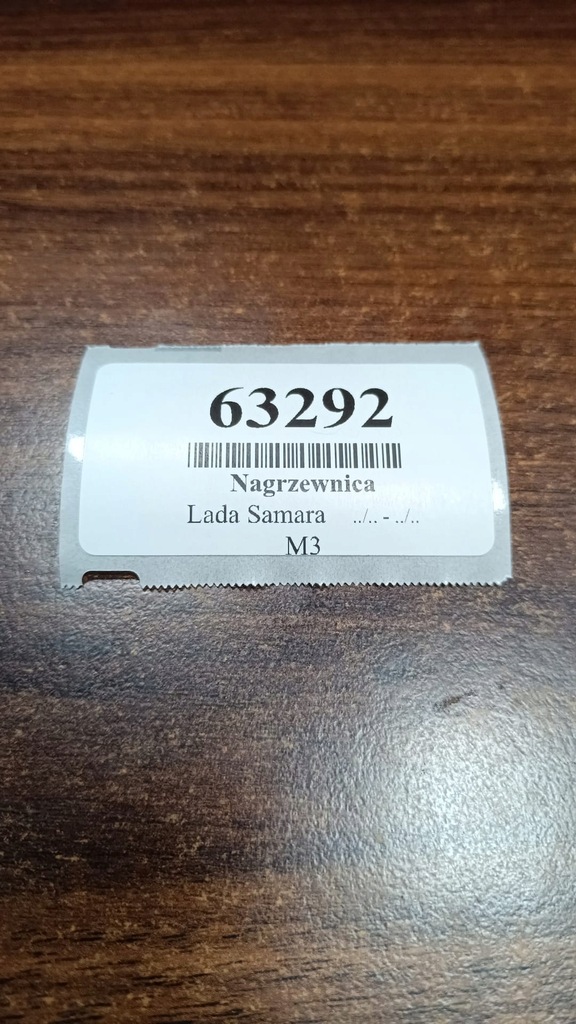 63292
Nagrzewnica
Lada Samara ../.. - ../..
M3